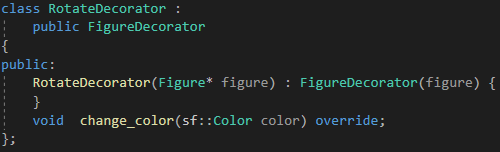 class RotateDecorator :
    public FigureDecorator
{
public:
    RotateDecorator(Figure* figure) : FigureDecorator(figure) {
    }
    void  change_color(sf::Color color) override;
};